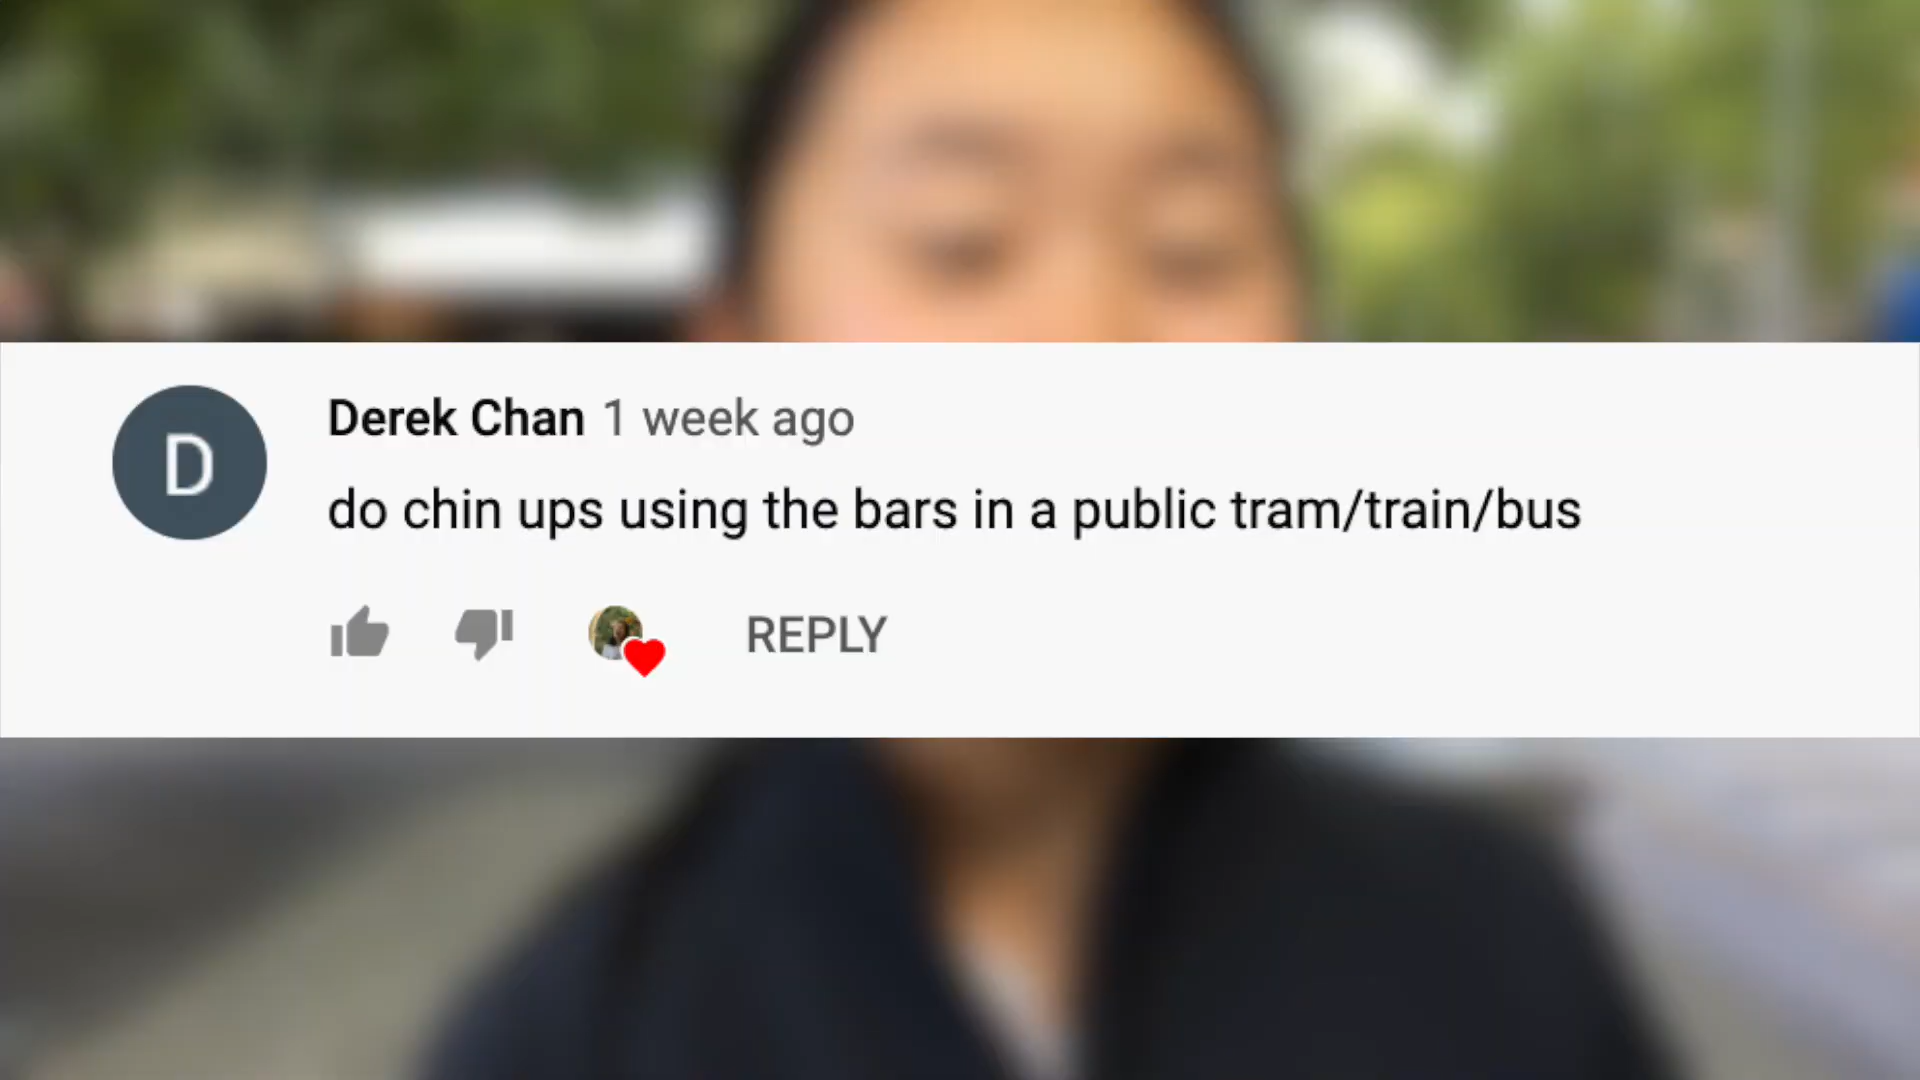 D
Derek Chan 1 week ago
do chin ups using the bars in a public tram/train/bus
REPLY